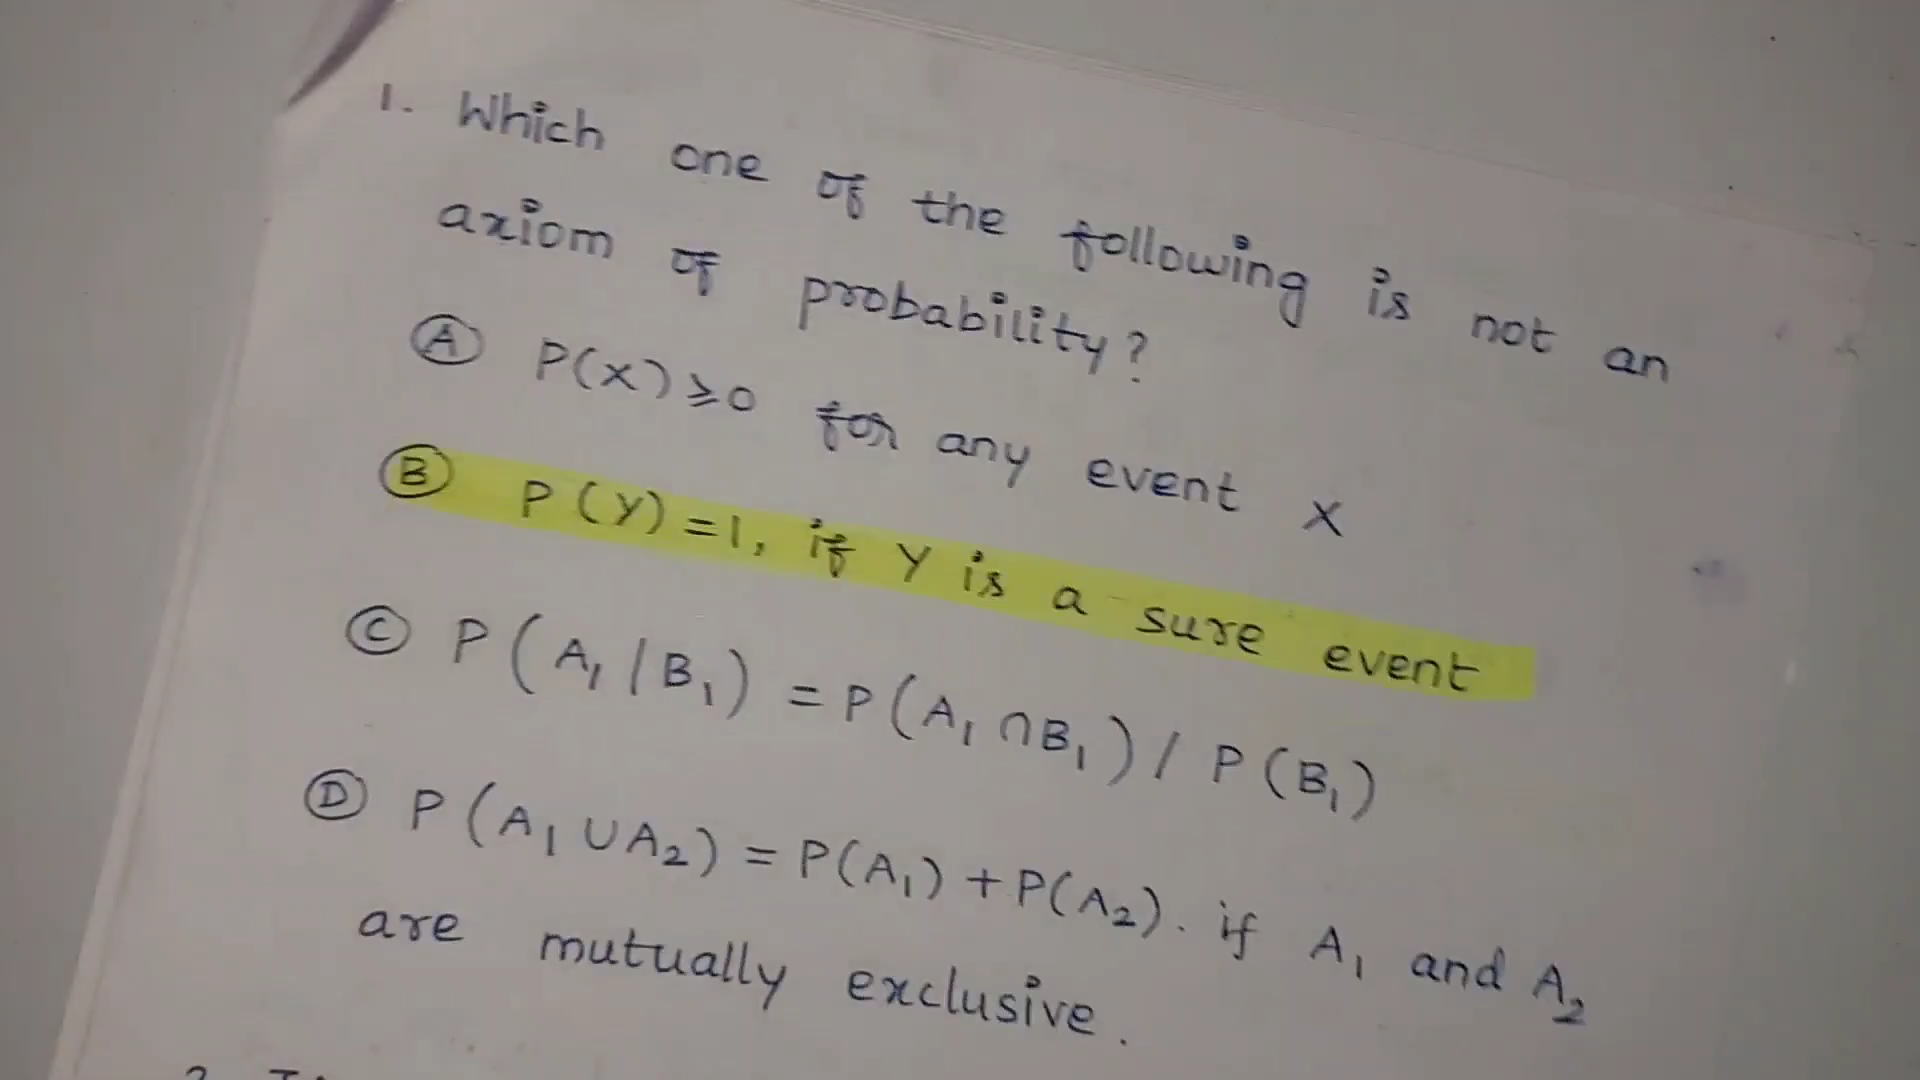 1. Which one of the following is not an
axiom of probability?
Ⓐ P(X) ⩾ 0 for any event X
Ⓑ P(Y) = 1, if Y is a sure event
Ⓒ P(A₁ / B₁) = P(A₁ ∩ B₁) / P(B₁)
Ⓓ P(A₁ ∪ A₂) = P(A₁) + P(A₂). if A₁ and A₂
are mutually exclusive.